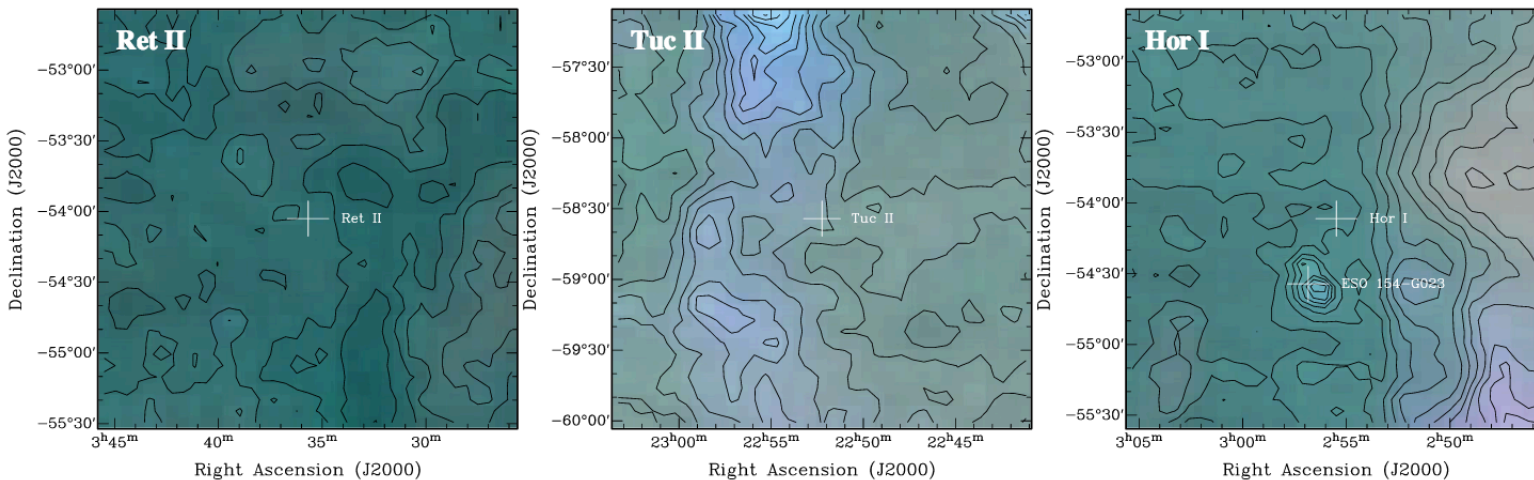 Ret II
Declination (J2000)
−53°00′
−53°30′
−54°00′
−54°30′
−55°00′
−55°30′
Ret II
3ʰ45ᵐ
40ᵐ
35ᵐ
3ʰ30ᵐ
Right Ascension (J2000)
Tuc II
Declination (J2000)
−57°30′
−58°00′
−58°30′
−59°00′
−59°30′
−60°00′
Tuc II
23ʰ00ᵐ
22ʰ55ᵐ
22ʰ50ᵐ
22ʰ45ᵐ
Right Ascension (J2000)
Hor I
Declination (J2000)
−53°00′
−53°30′
−54°00′
−54°30′
−55°00′
−55°30′
Hor I
ESO 154−G023
3ʰ05ᵐ
3ʰ00ᵐ
2ʰ55ᵐ
2ʰ50ᵐ
Right Ascension (J2000)